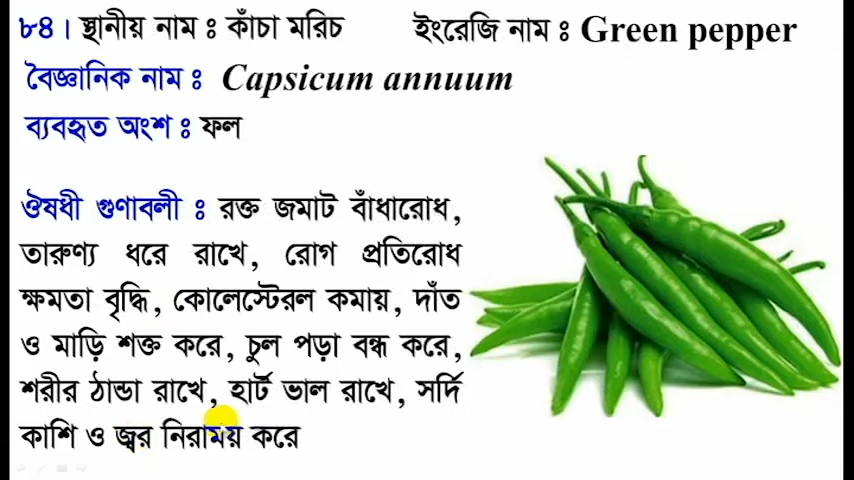 ৮৪। স্থানীয় নাম : কাঁচা মরিচ ইংরেজি নাম : Green pepper
বৈজ্ঞানিক নাম : Capsicum annuum
ব্যবহৃত অংশ : ফল
ঔষধী গুণাবলী : রক্ত জমাট বাঁধারোধ,
তারুণ্য ধরে রাখে, রোগ প্রতিরোধ
ক্ষমতা বৃদ্ধি, কোলেস্টেরল কমায়, দাঁত
ও মাড়ি শক্ত করে, চুল পড়া বন্ধ করে,
শরীর ঠান্ডা রাখে, হার্ট ভাল রাখে, সর্দি
কাশি ও জ্বর নিরাময় করে